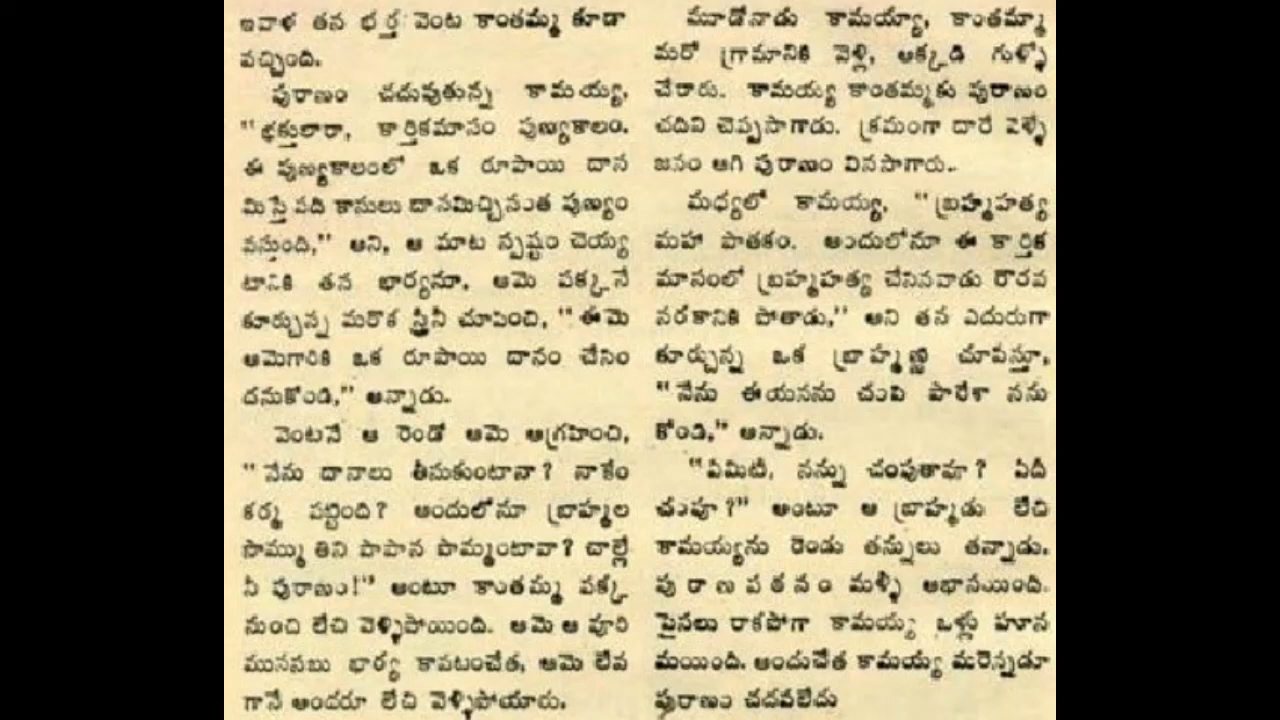 ఇవాళ తన భర్త వెంట కాంతమ్మ కూడా
వచ్చింది.
పురాణం చదువుతున్న కామయ్య,
"భక్తులారా, కార్తికమాసం పుణ్యకాలం.
ఈ పుణ్యకాలంలో ఒక రూపాయి దాన
మిస్తే పది కాసులు దానమిచ్చినంత పుణ్యం
వస్తుంది," అని, ఆ మాట స్పష్టం చెయ్య
టానికి తన భార్యనూ, ఆమె పక్కనే
కూర్చున్న మరొక స్త్రీనీ చూపించి, "ఈమె
ఆమెగారికి ఒక రూపాయి దానం చేసిం
దనుకోండి," అన్నాడు.
వెంటనే ఆ రెండో ఆమె ఆగ్రహించి,
"నేను దానాలు తీసుకుంటానా? నాకేం
కర్మ పట్టింది? అందులోనూ బ్రాహ్మల
సొమ్ము తిని పాపాన పొమ్మంటావా? చాల్లే
నీ పురాణం!" అంటూ కాంతమ్మ పక్క
నుంచి లేచి వెళ్ళిపోయింది. ఆమె ఆ వూరి
మునసబు భార్య కావటంచేత, ఆమె లేవ
గానే అందరూ లేచి వెళ్ళిపోయారు.
మూడోనాడు కామయ్యా, కాంతమ్మా
మరో గ్రామానికి వెళ్లి, అక్కడి గుళ్ళో
చేరారు. కామయ్య కాంతమ్మకు పురాణం
చదివి చెప్పసాగాడు. క్రమంగా దారే వెళ్ళే
జనం ఆగి పురాణం వినసాగారు.
మధ్యలో కామయ్య, "బ్రహ్మహత్య
మహా పాతకం. అందులోనూ ఈ కార్తిక
మాసంలో బ్రహ్మహత్య చేసినవాడు రౌరవ
నరకానికి పోతాడు," అని తన ఎదురుగా
కూర్చున్న ఒక బ్రాహ్మణ్ణి చూపిస్తూ,
"నేను ఈయనను చంపి పారేశా నను
కోండి," అన్నాడు.
"ఏమిటీ, నన్ను చంపుతావూ? ఏదీ
చంపూ?" అంటూ ఆ బ్రాహ్మడు లేచి
కామయ్యను రెండు తన్నులు తన్నాడు.
పురాణపఠనం మళ్ళీ అభాసయింది.
పైసలు రాకపోగా కామయ్య ఒళ్లు హూన
మయింది. అందుచేత కామయ్య మరెన్నడూ
పురాణం చదవలేదు